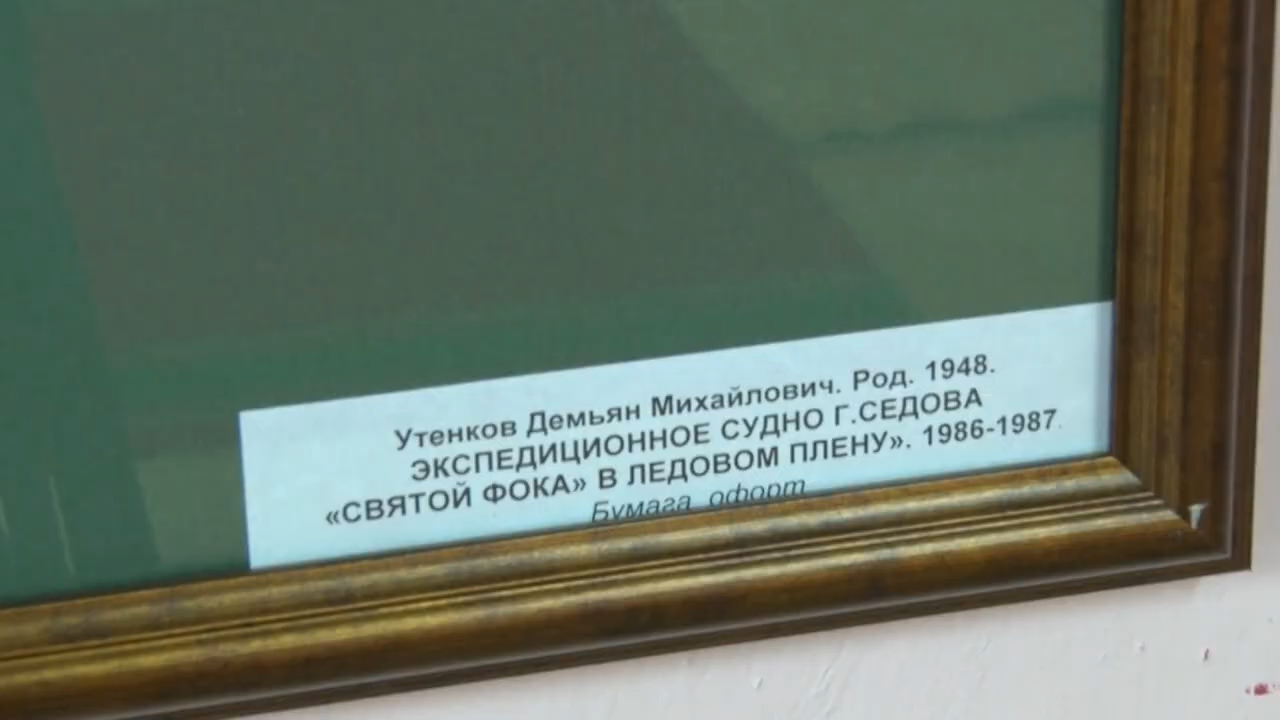 Утенков Демьян Михайлович. Род. 1948.
ЭКСПЕДИЦИОННОЕ СУДНО Г.СЕДОВА
«СВЯТОЙ ФОКА» В ЛЕДОВОМ ПЛЕНУ». 1986-1987.
Бумага офорт